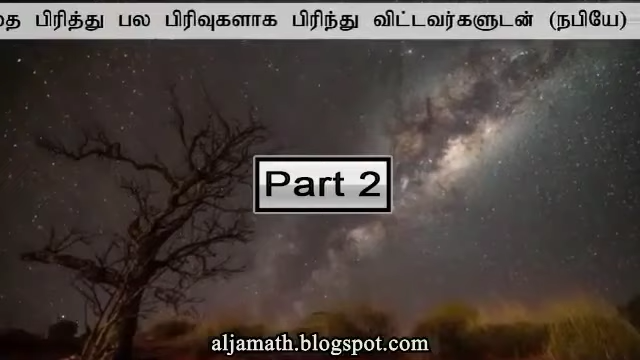 பிரித்து பல பிரிவுகளாக பிரிந்து விட்டவர்களுடன் (நபியே)
Part 2
aljamath.blogspot.com